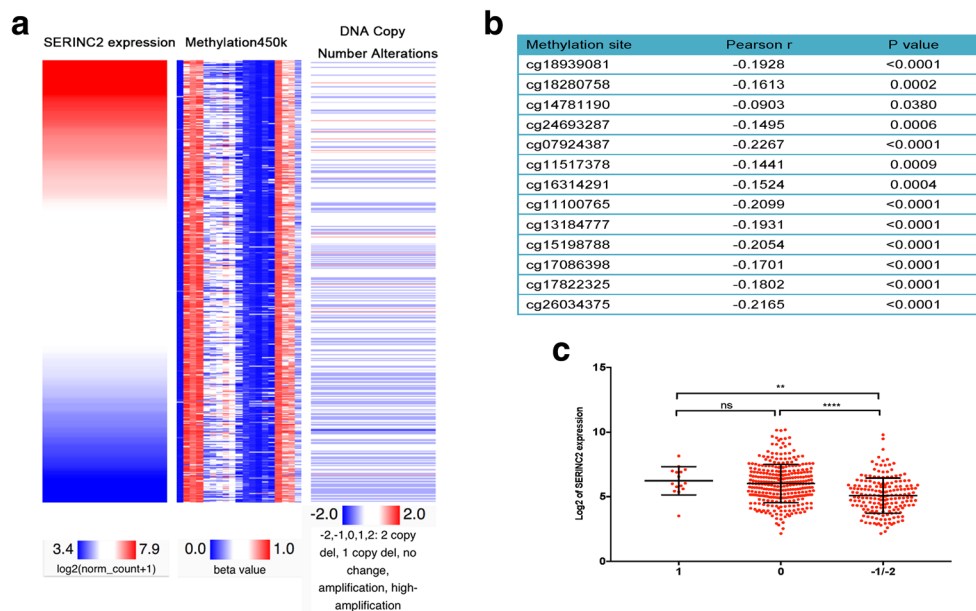 a
SERINC2 expression
Methylation450k
DNA Copy
Number Alterations
3.4 7.9
log2(norm_count+1)
0.0 1.0
beta value
-2.0 2.0
-2,-1,0,1,2: 2 copy
del, 1 copy del, no
change,
amplification, high-
amplification
b
Methylation site Pearson r P value
cg18939081 -0.1928 <0.0001
cg18280758 -0.1613 0.0002
cg14781190 -0.0903 0.0380
cg24693287 -0.1495 0.0006
cg07924387 -0.2267 <0.0001
cg11517378 -0.1441 0.0009
cg16314291 -0.1524 0.0004
cg11100765 -0.2099 <0.0001
cg13184777 -0.1931 <0.0001
cg15198788 -0.2054 <0.0001
cg17086398 -0.1701 <0.0001
cg17822325 -0.1802 <0.0001
cg26034375 -0.2165 <0.0001
c
Log2 of SERINC2 expression
15
10
5
0
**
ns
****
1 0 -1/-2